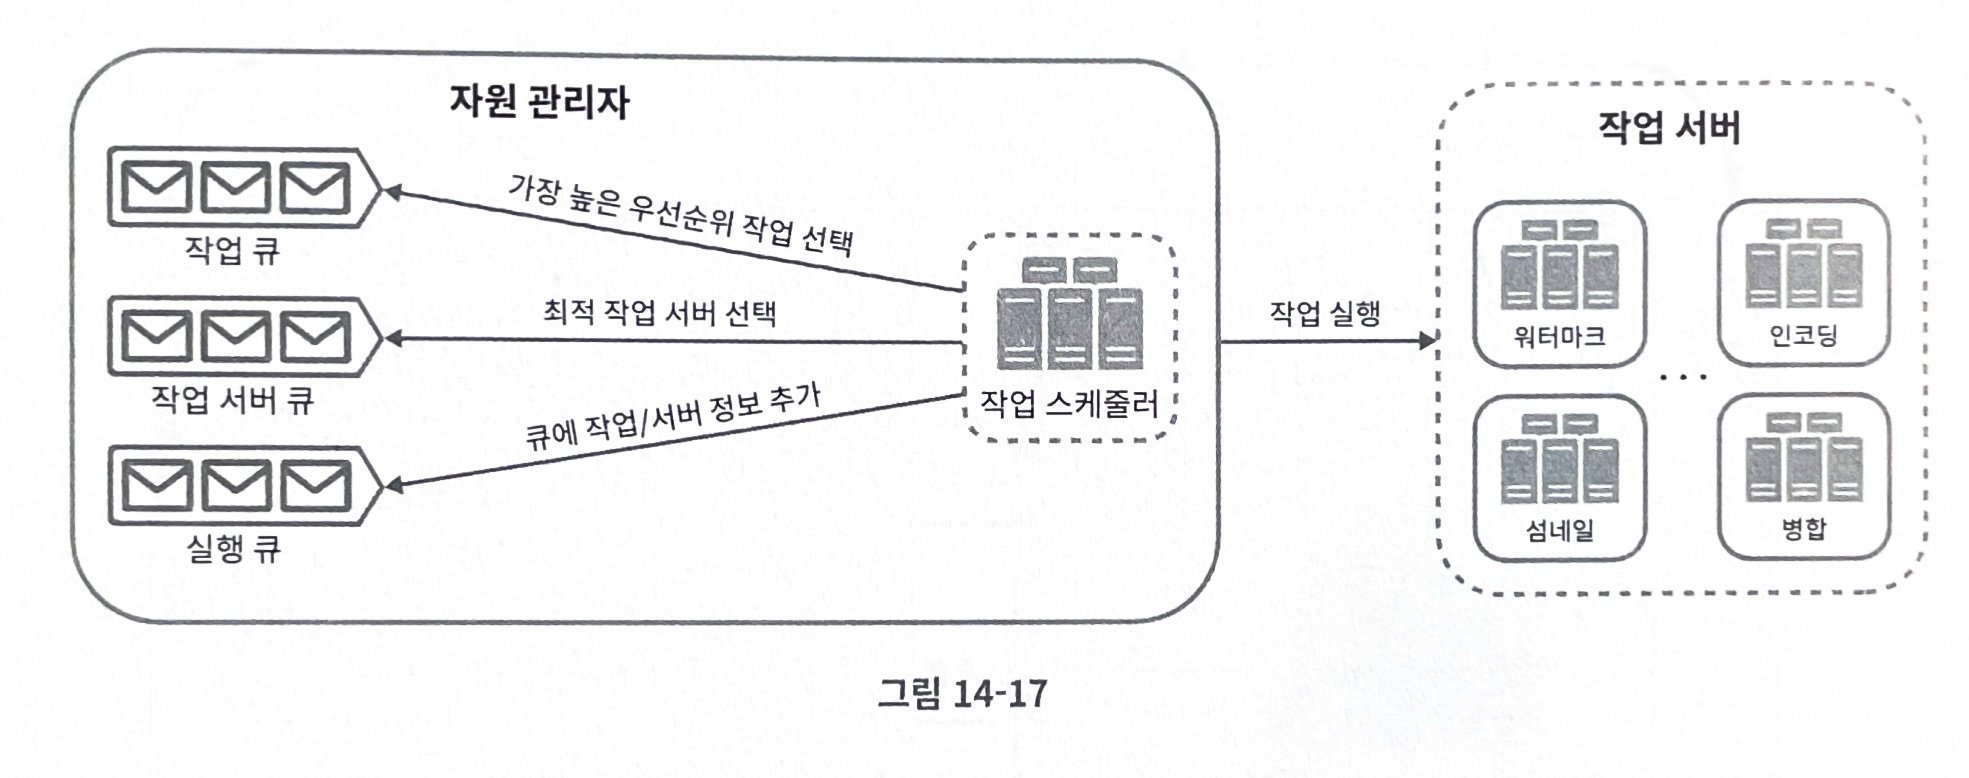 자원 관리자
작업 서버
가장 높은 우선순위 작업 선택
작업 큐
최적 작업 서버 선택
작업 실행
워터마크
인코딩
작업 서버 큐
큐에 작업/서버 정보 추가
작업 스케줄러
...
실행 큐
섬네일
병합
그림 14-17